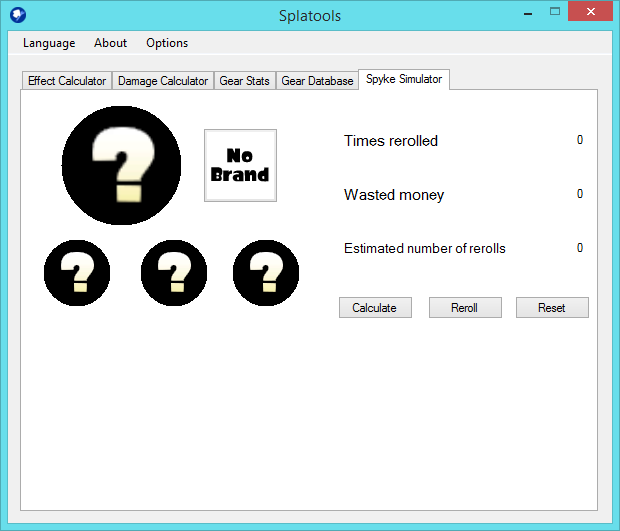 Splatools
Language About Options
Effect Calculator Damage Calculator Gear Stats Gear Database Spyke Simulator
?
No
Brand
? ? ?
Times rerolled 0
Wasted money 0
Estimated number of rerolls 0
Calculate Reroll Reset